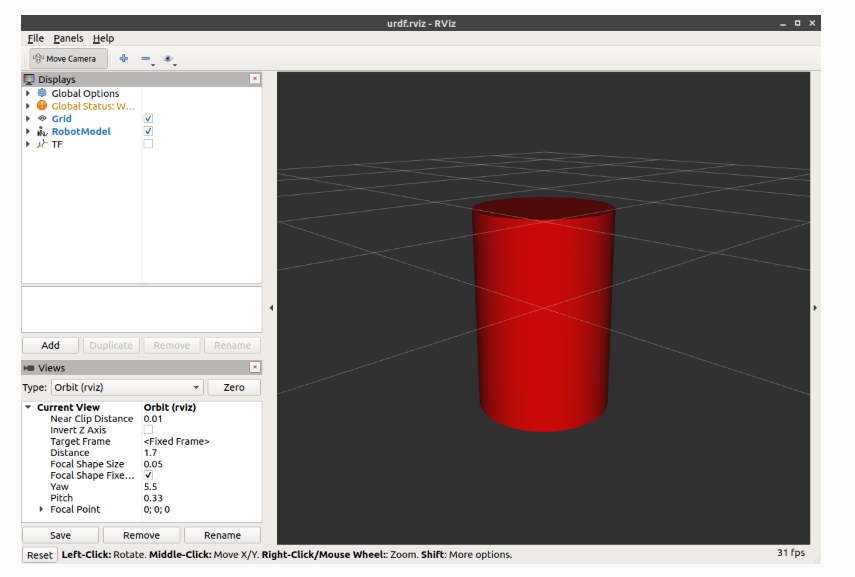 urdf.rviz - RViz
File Panels Help
Move Camera
Displays
Global Options
Global Status: W...
Grid
RobotModel
TF
Add Duplicate Remove Rename
Views
Type: Orbit (rviz) Zero
Current View Orbit (rviz)
Near Clip Distance 0.01
Invert Z Axis
Target Frame <Fixed Frame>
Distance 1.7
Focal Shape Size 0.05
Focal Shape Fixe...
Yaw 5.5
Pitch 0.33
Focal Point 0; 0; 0
Save Remove Rename
Reset Left-Click: Rotate. Middle-Click: Move X/Y. Right-Click/Mouse Wheel:: Zoom. Shift: More options. 31 fps